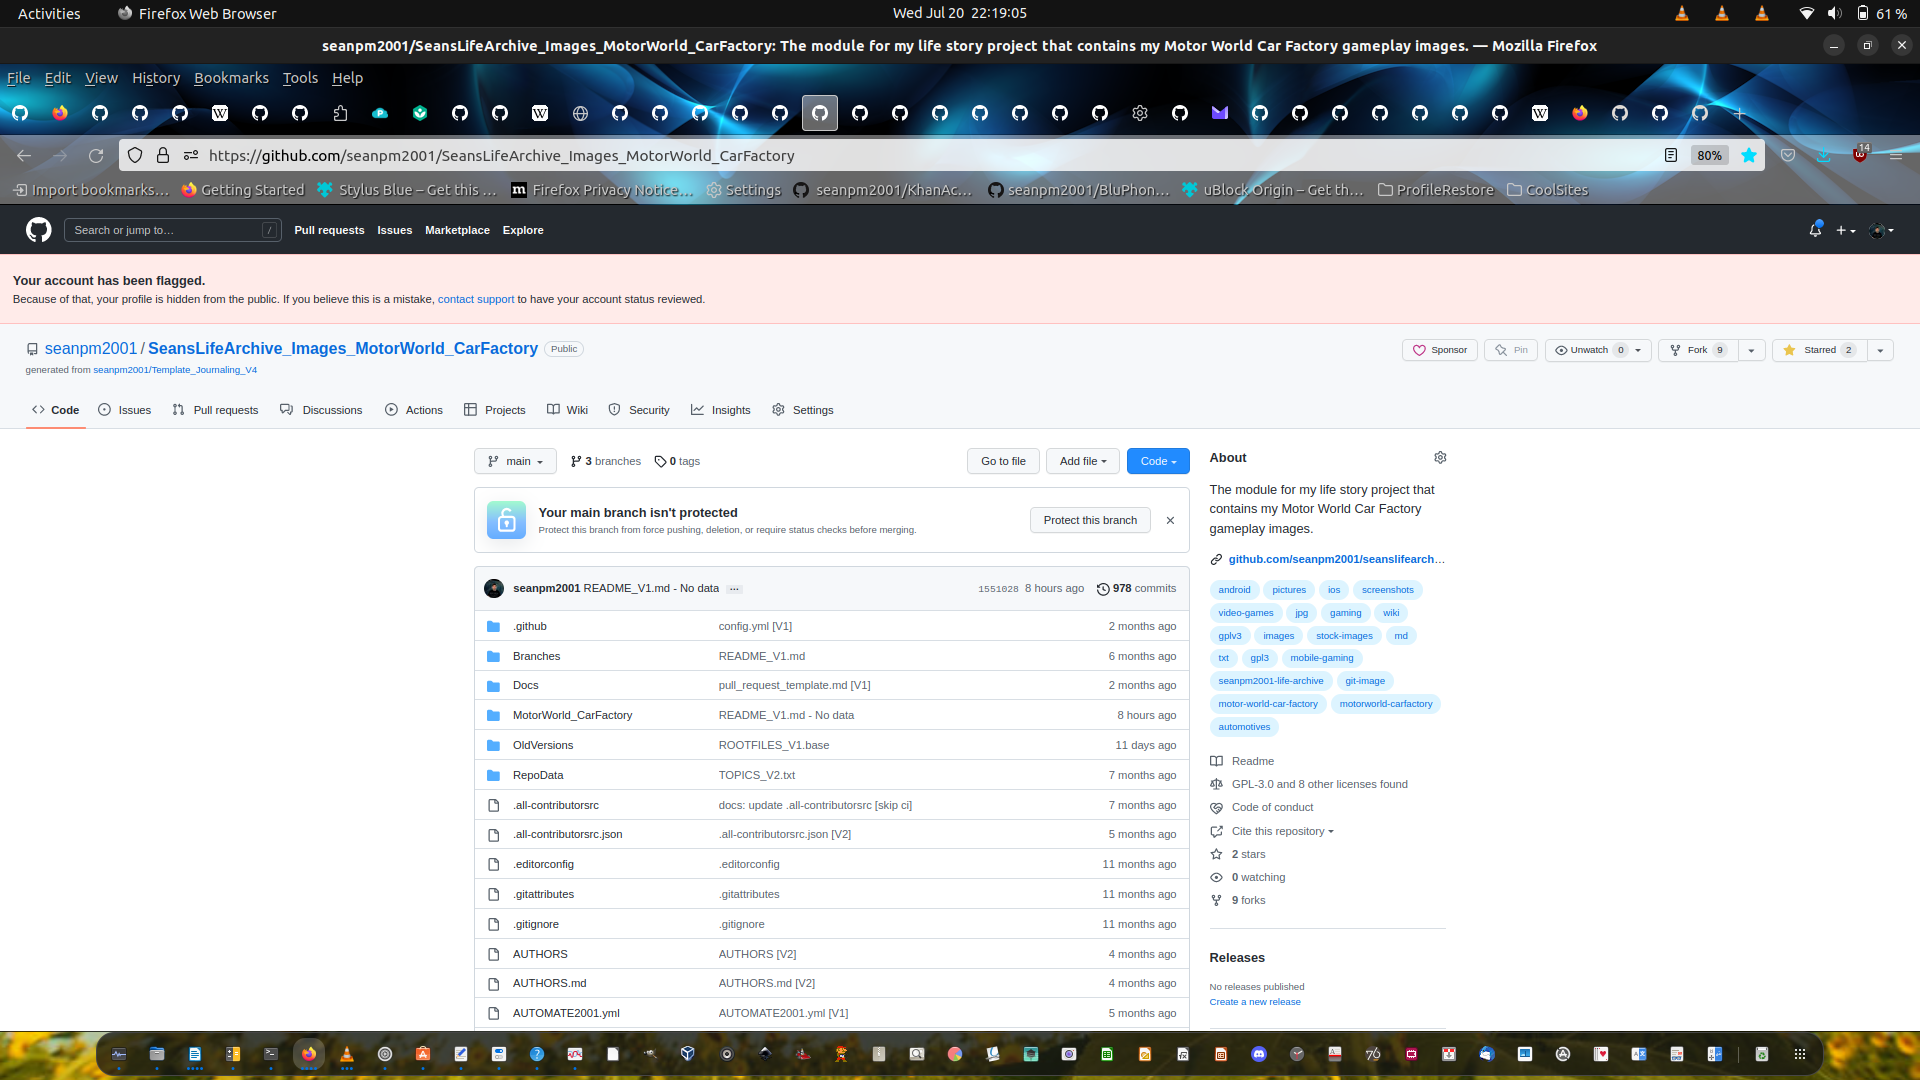 Activities
Firefox Web Browser
Wed Jul 20 22:19:05
61 %
seanpm2001/SeansLifeArchive_Images_MotorWorld_CarFactory: The module for my life story project that contains my Motor World Car Factory gameplay images. — Mozilla Firefox
File Edit View History Bookmarks Tools Help
https://github.com/seanpm2001/SeansLifeArchive_Images_MotorWorld_CarFactory
80%
14
Import bookmarks…
Getting Started
Stylus Blue – Get this …
Firefox Privacy Notice…
Settings
seanpm2001/KhanAc…
seanpm2001/BluPhon…
uBlock Origin – Get th…
ProfileRestore
CoolSites
Search or jump to…
/
Pull requests
Issues
Marketplace
Explore
Your account has been flagged.
Because of that, your profile is hidden from the public. If you believe this is a mistake, contact support to have your account status reviewed.
seanpm2001 / SeansLifeArchive_Images_MotorWorld_CarFactory
Public
Sponsor
Pin
Unwatch 0
Fork 9
Starred 2
generated from seanpm2001/Template_Journaling_V4
Code
Issues
Pull requests
Discussions
Actions
Projects
Wiki
Security
Insights
Settings
main
3 branches
0 tags
Go to file
Add file
Code
Your main branch isn't protected
Protect this branch from force pushing, deletion, or require status checks before merging.
Protect this branch
seanpm2001 README_V1.md - No data
1551028 8 hours ago
978 commits
.github config.yml [V1] 2 months ago
Branches README_V1.md 6 months ago
Docs pull_request_template.md [V1] 2 months ago
MotorWorld_CarFactory README_V1.md - No data 8 hours ago
OldVersions ROOTFILES_V1.base 11 days ago
RepoData TOPICS_V2.txt 7 months ago
.all-contributorsrc docs: update .all-contributorsrc [skip ci] 7 months ago
.all-contributorsrc.json .all-contributorsrc.json [V2] 5 months ago
.editorconfig .editorconfig 11 months ago
.gitattributes .gitattributes 11 months ago
.gitignore .gitignore 11 months ago
AUTHORS AUTHORS [V2] 4 months ago
AUTHORS.md AUTHORS.md [V2] 4 months ago
AUTOMATE2001.yml AUTOMATE2001.yml [V1] 5 months ago
About
The module for my life story project that
contains my Motor World Car Factory
gameplay images.
github.com/seanpm2001/seanslifearch…
android pictures ios screenshots
video-games jpg gaming wiki
gplv3 images stock-images md
txt gpl3 mobile-gaming
seanpm2001-life-archive git-image
motor-world-car-factory motorworld-carfactory
automotives
Readme
GPL-3.0 and 8 other licenses found
Code of conduct
Cite this repository
2 stars
0 watching
9 forks
Releases
No releases published
Create a new release